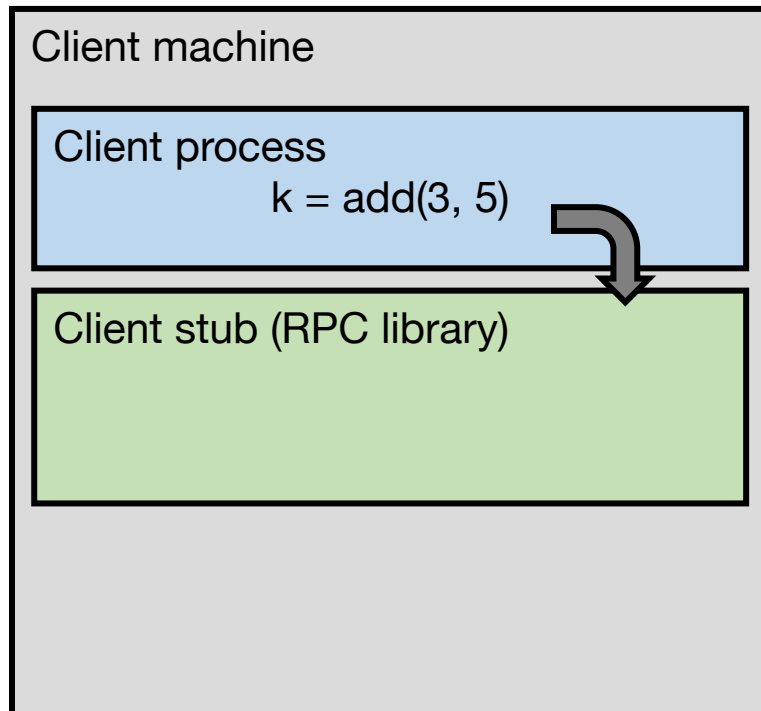 Client machine
Client process
k = add(3, 5)
Client stub (RPC library)